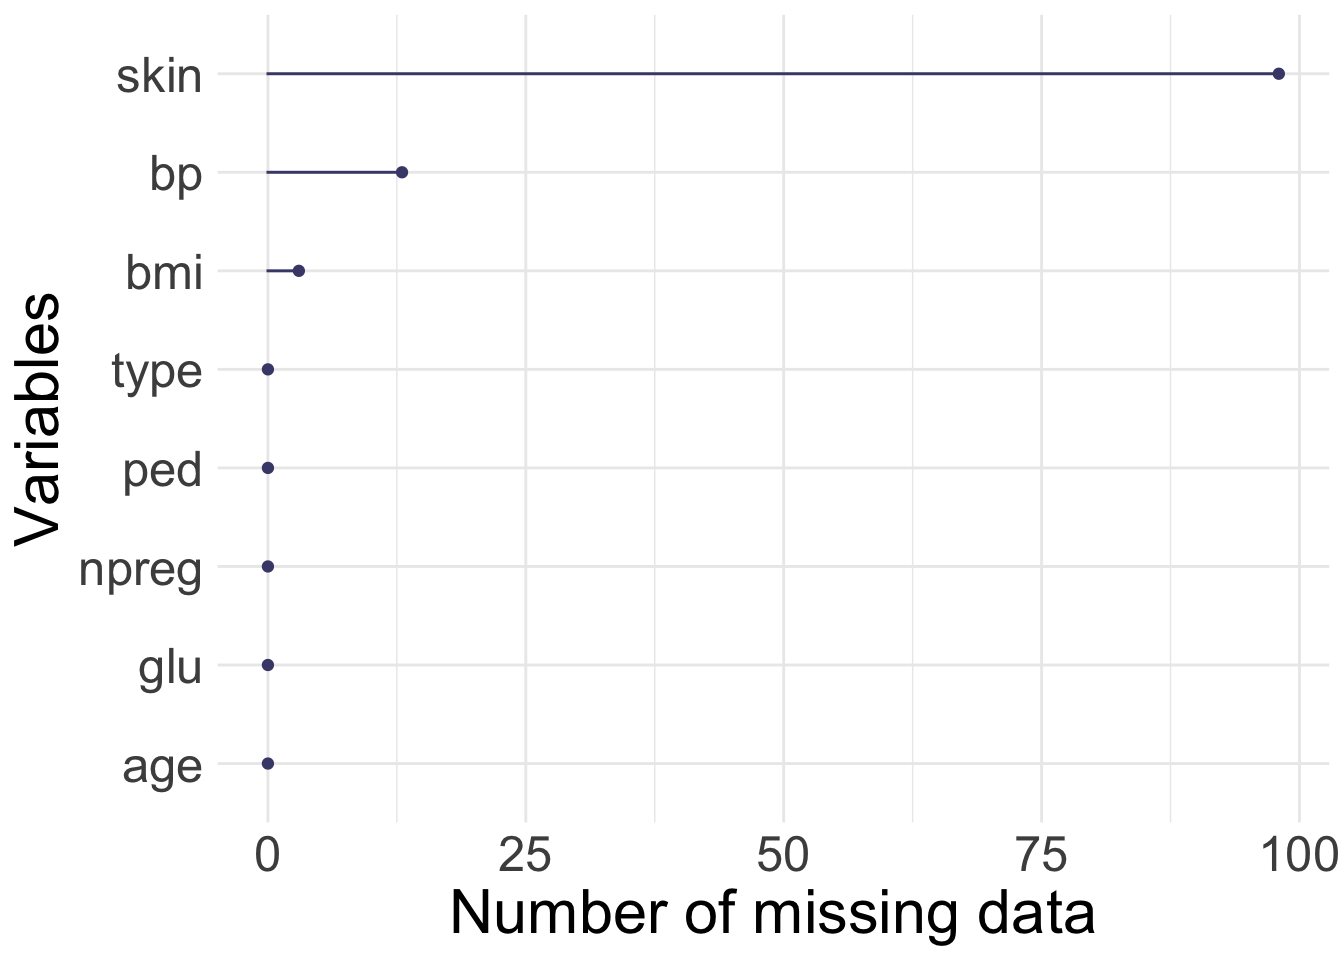 skin
bp
bmi
type
ped
npreg
glu
age
Variables
0 25 50 75 100
Number of missing data